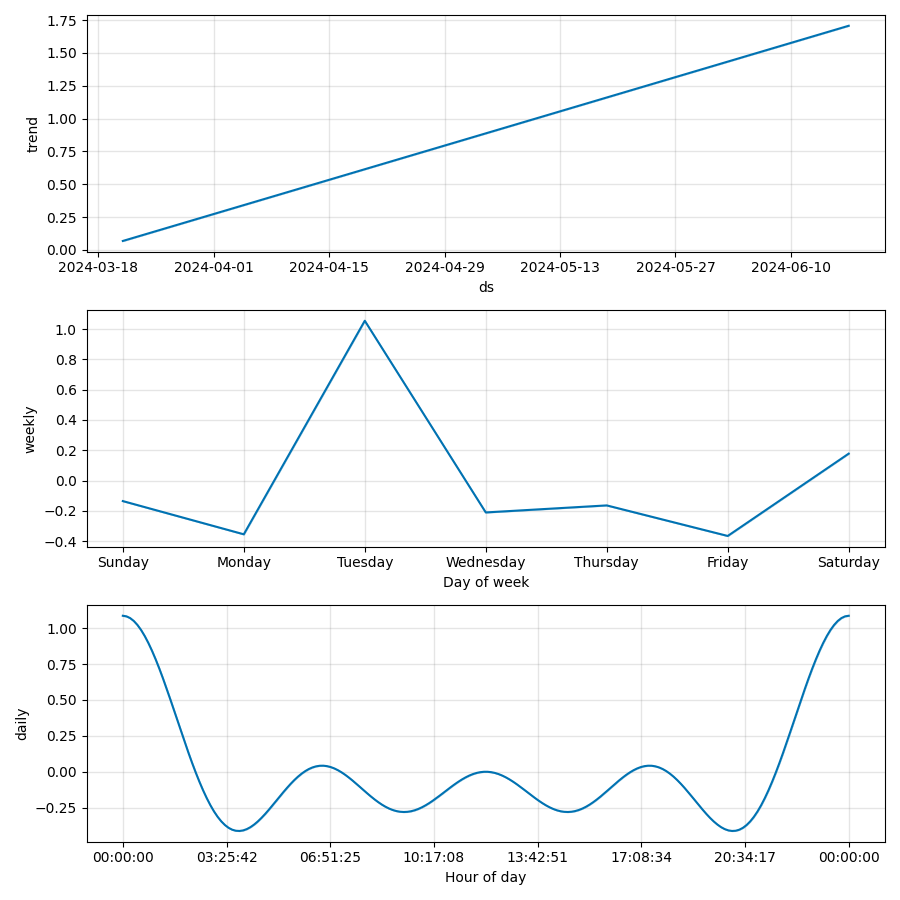 1.75
1.50
1.25
1.00
0.75
0.50
0.25
0.00
trend
2024-03-18 2024-04-01 2024-04-15 2024-04-29 2024-05-13 2024-05-27 2024-06-10
ds
1.0
0.8
0.6
0.4
0.2
0.0
−0.2
−0.4
weekly
Sunday Monday Tuesday Wednesday Thursday Friday Saturday
Day of week
1.00
0.75
0.50
0.25
0.00
−0.25
daily
00:00:00 03:25:42 06:51:25 10:17:08 13:42:51 17:08:34 20:34:17 00:00:00
Hour of day